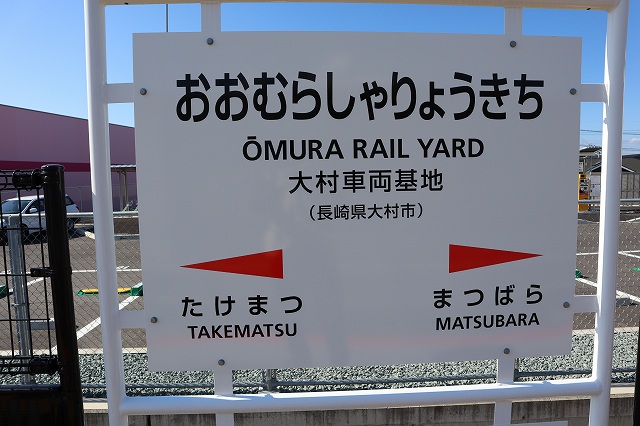 おおむらしゃりょうきち
ŌMURA RAIL YARD
大村車両基地
（長崎県大村市）
たけまつ まつばら
TAKEMATSU MATSUBARA